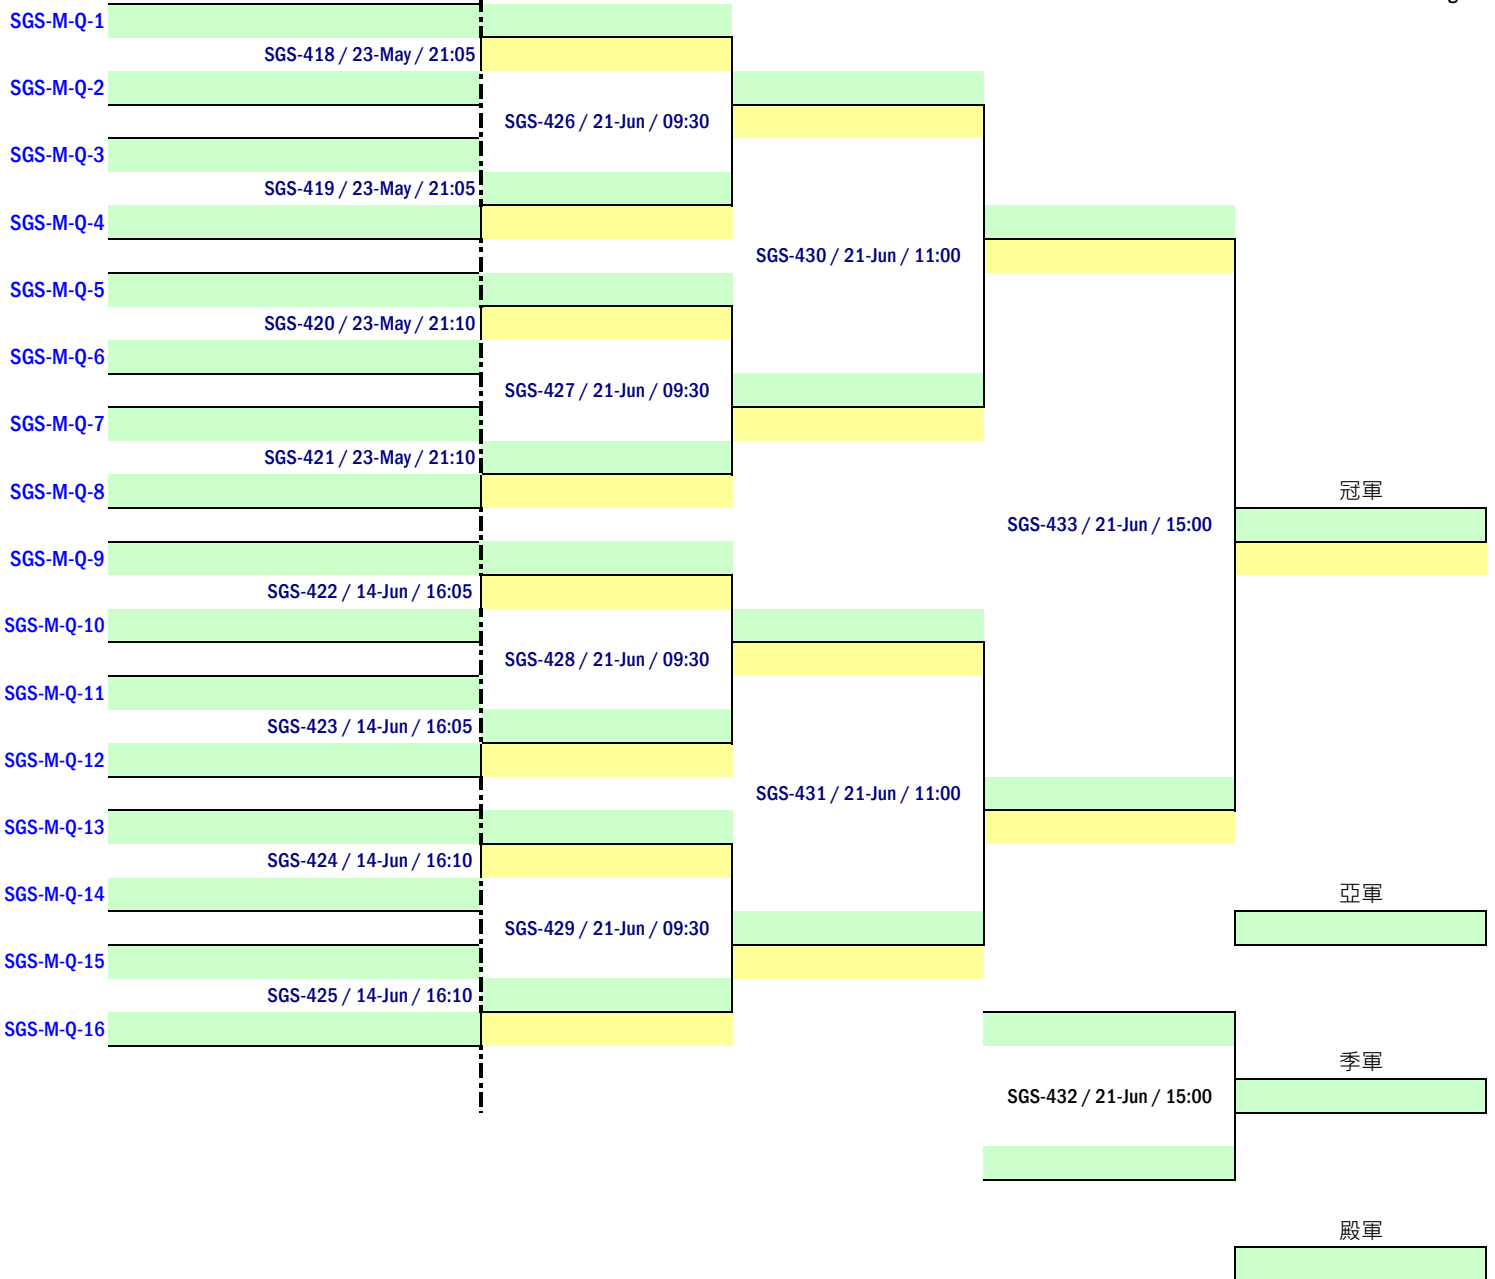 SGS-M-Q-1
SGS-418 / 23-May / 21:05
SGS-M-Q-2
SGS-426 / 21-Jun / 09:30
SGS-M-Q-3
SGS-419 / 23-May / 21:05
SGS-M-Q-4
SGS-430 / 21-Jun / 11:00
SGS-M-Q-5
SGS-420 / 23-May / 21:10
SGS-M-Q-6
SGS-427 / 21-Jun / 09:30
SGS-M-Q-7
SGS-421 / 23-May / 21:10
SGS-M-Q-8
冠軍
SGS-433 / 21-Jun / 15:00
SGS-M-Q-9
SGS-422 / 14-Jun / 16:05
SGS-M-Q-10
SGS-428 / 21-Jun / 09:30
SGS-M-Q-11
SGS-423 / 14-Jun / 16:05
SGS-M-Q-12
SGS-431 / 21-Jun / 11:00
SGS-M-Q-13
SGS-424 / 14-Jun / 16:10
SGS-M-Q-14
亞軍
SGS-429 / 21-Jun / 09:30
SGS-M-Q-15
SGS-425 / 14-Jun / 16:10
SGS-M-Q-16
季軍
SGS-432 / 21-Jun / 15:00
殿軍